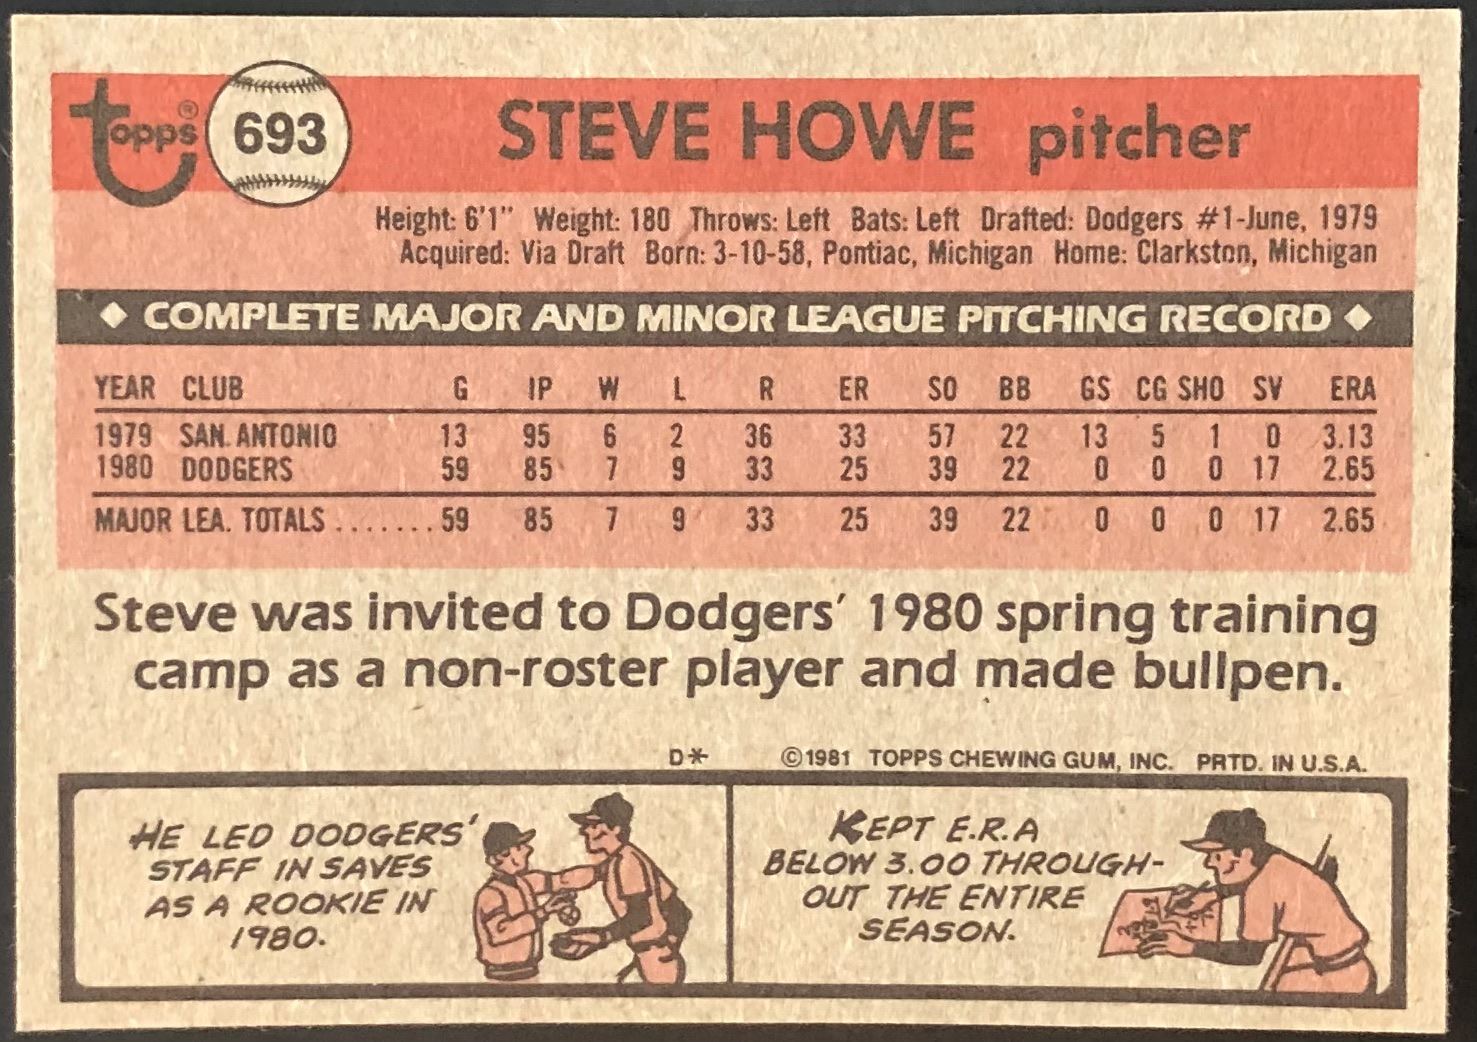 topps® 693 STEVE HOWE pitcher
Height: 6'1" Weight: 180 Throws: Left Bats: Left Drafted: Dodgers #1-June, 1979
Acquired: Via Draft Born: 3-10-58, Pontiac, Michigan Home: Clarkston, Michigan
◆ COMPLETE MAJOR AND MINOR LEAGUE PITCHING RECORD ◆
YEAR CLUB G IP W L R ER SO BB GS CG SHO SV ERA
1979 SAN ANTONIO 13 95 6 2 36 33 57 22 13 5 1 0 3.13
1980 DODGERS 59 85 7 9 33 25 39 22 0 0 0 17 2.65
MAJOR LEA. TOTALS ....... 59 85 7 9 33 25 39 22 0 0 0 17 2.65
Steve was invited to Dodgers' 1980 spring training
camp as a non-roster player and made bullpen.
D* ©1981 TOPPS CHEWING GUM, INC. PRTD. IN U.S.A.
HE LED DODGERS'
STAFF IN SAVES
AS A ROOKIE IN
1980.
KEPT E.R.A
BELOW 3.00 THROUGH-
OUT THE ENTIRE
SEASON.